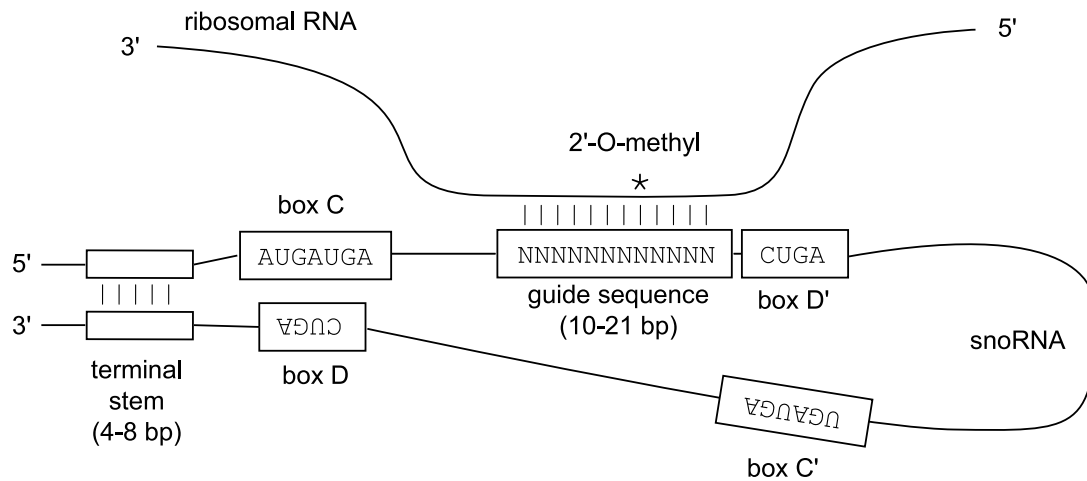 ribosomal RNA
3'
5'
2'-O-methyl
*
box C
5'
AUGAUGA
NNNNNNNNNNNN
CUGA
guide sequence
(10-21 bp)
box D'
3'
CUGA
snoRNA
box D
terminal
stem
(4-8 bp)
UGAUGA
box C'